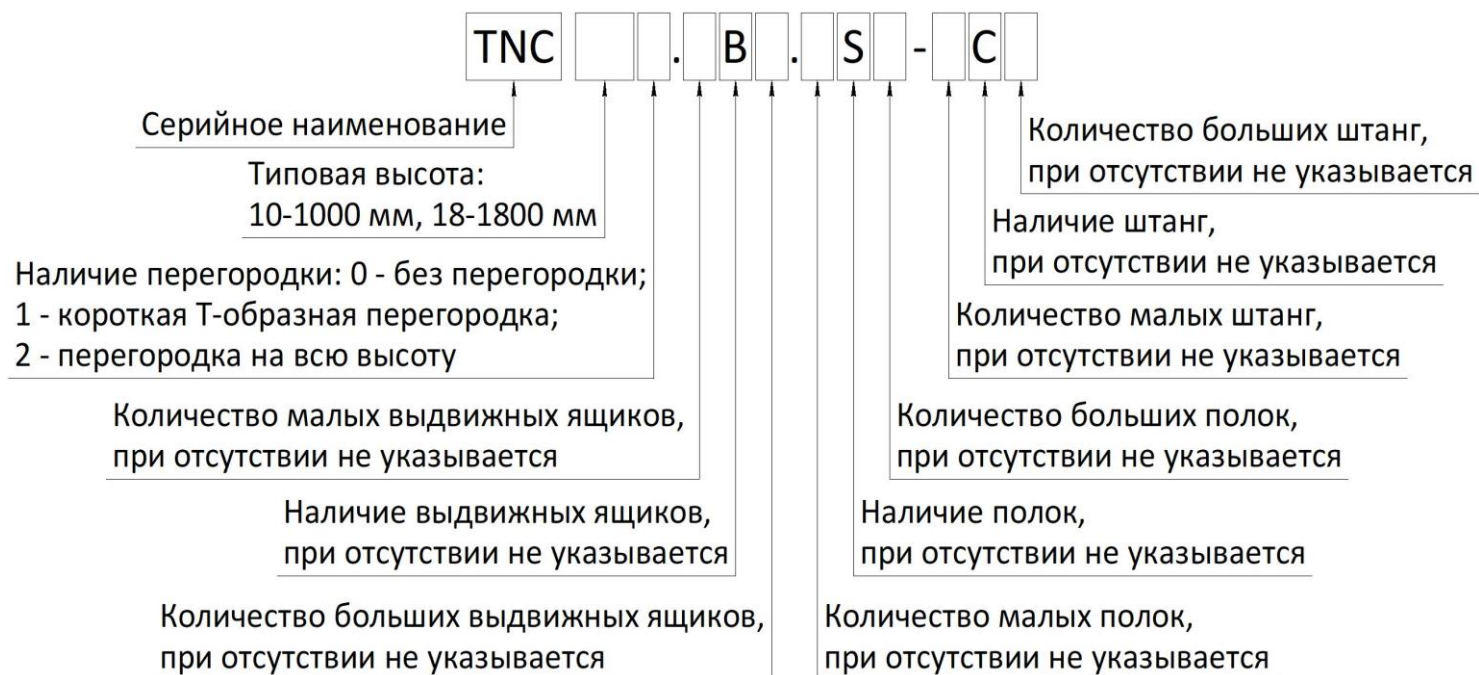 TNC . B . S - C
Серийное наименование
Типовая высота:
10-1000 мм, 18-1800 мм
Наличие перегородки: 0 - без перегородки;
1 - короткая Т-образная перегородка;
2 - перегородка на всю высоту
Количество малых выдвижных ящиков,
при отсутствии не указывается
Наличие выдвижных ящиков,
при отсутствии не указывается
Количество больших выдвижных ящиков,
при отсутствии не указывается
Количество больших штанг,
при отсутствии не указывается
Наличие штанг,
при отсутствии не указывается
Количество малых штанг,
при отсутствии не указывается
Количество больших полок,
при отсутствии не указывается
Наличие полок,
при отсутствии не указывается
Количество малых полок,
при отсутствии не указывается